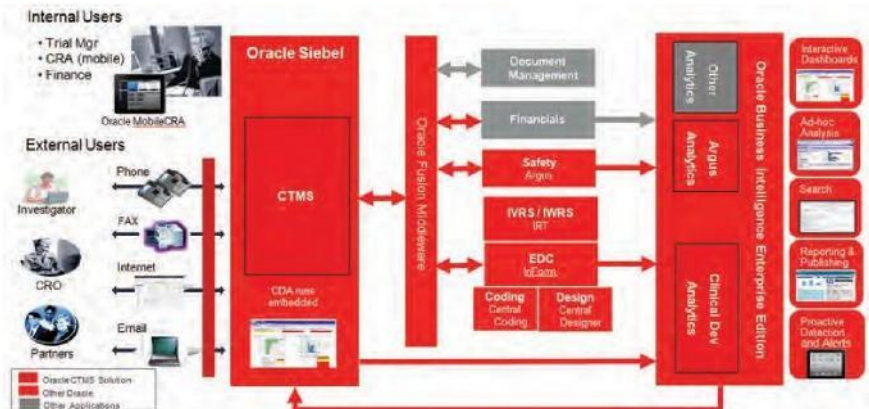 Internal Users
• Trial Mgr
• CRA (mobile)
• Finance
Oracle MobileCRA
External Users
Investigator
CRO
Partners
Phone
FAX
Internet
Email
Oracle CTMS Solution
Other Oracle
Other Applications
Oracle Siebel
CTMS
CDA runs
embedded
Oracle Fusion Middleware
Document
Management
Financials
Safety
Argus
IVRS / IWRS
IRT
EDC
InForm
Coding
Central
Coding
Design
Central
Designer
Other
Analytics
Argus
Analytics
Clinical Dev
Analytics
Oracle Business Intelligence Enterprise Edition
Interactive
Dashboards
Ad-hoc
Analysis
Search
Reporting &
Publishing
Proactive
Detection
and Alerts